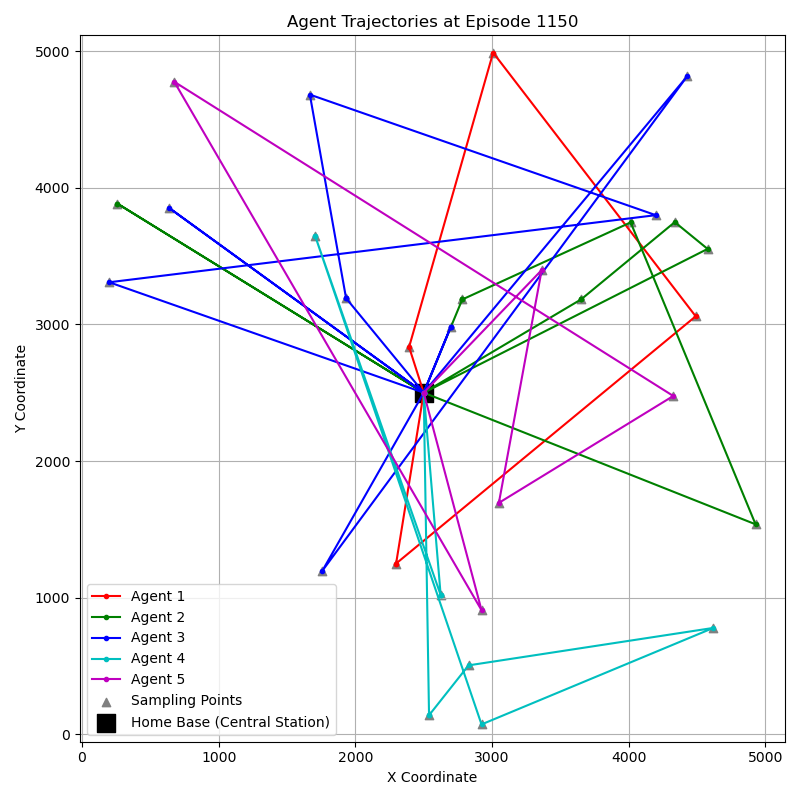 Agent Trajectories at Episode 1150
Y Coordinate
5000
4000
3000
2000
1000
0
Agent 1
Agent 2
Agent 3
Agent 4
Agent 5
Sampling Points
Home Base (Central Station)
0 1000 2000 3000 4000 5000
X Coordinate